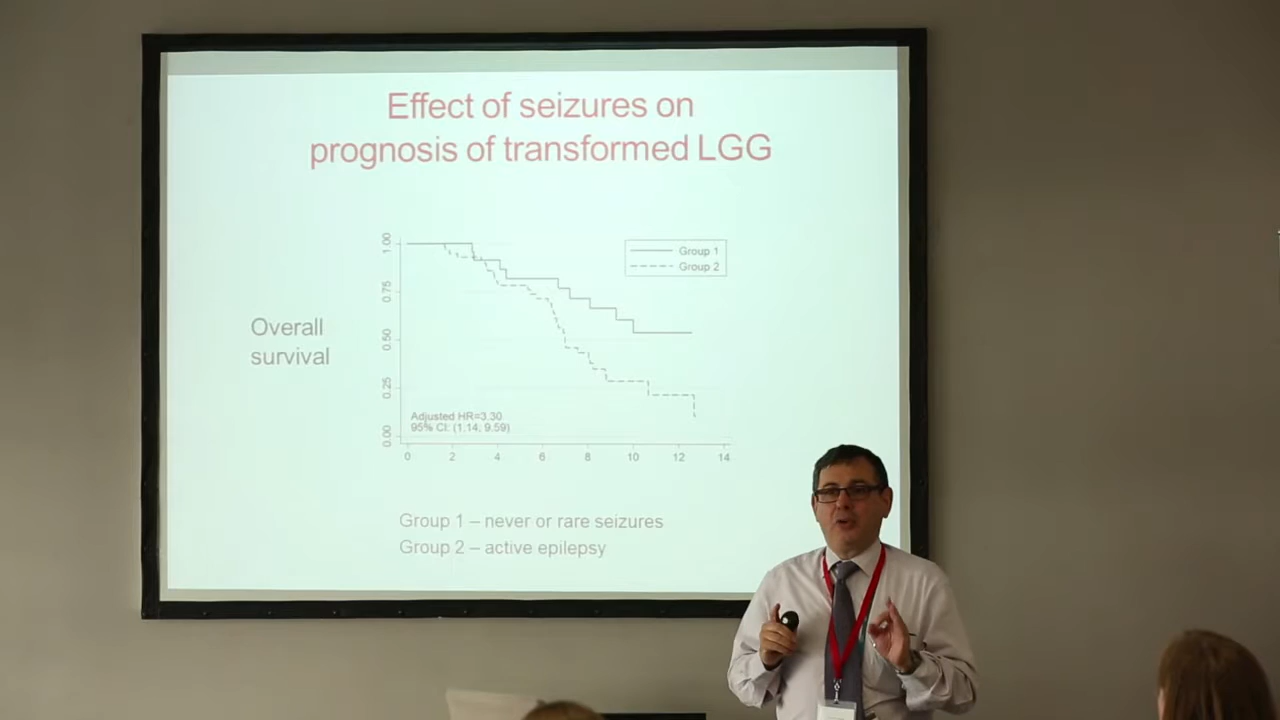 Effect of seizures on
prognosis of transformed LGG
Overall
survival
1.00
0.75
0.50
0.25
0.00
Group 1
Group 2
Adjusted HR=3.30
95% CI: (1.14, 9.59)
0 2 4 6 8 10 12 14
Group 1 – never or rare seizures
Group 2 – active epilepsy